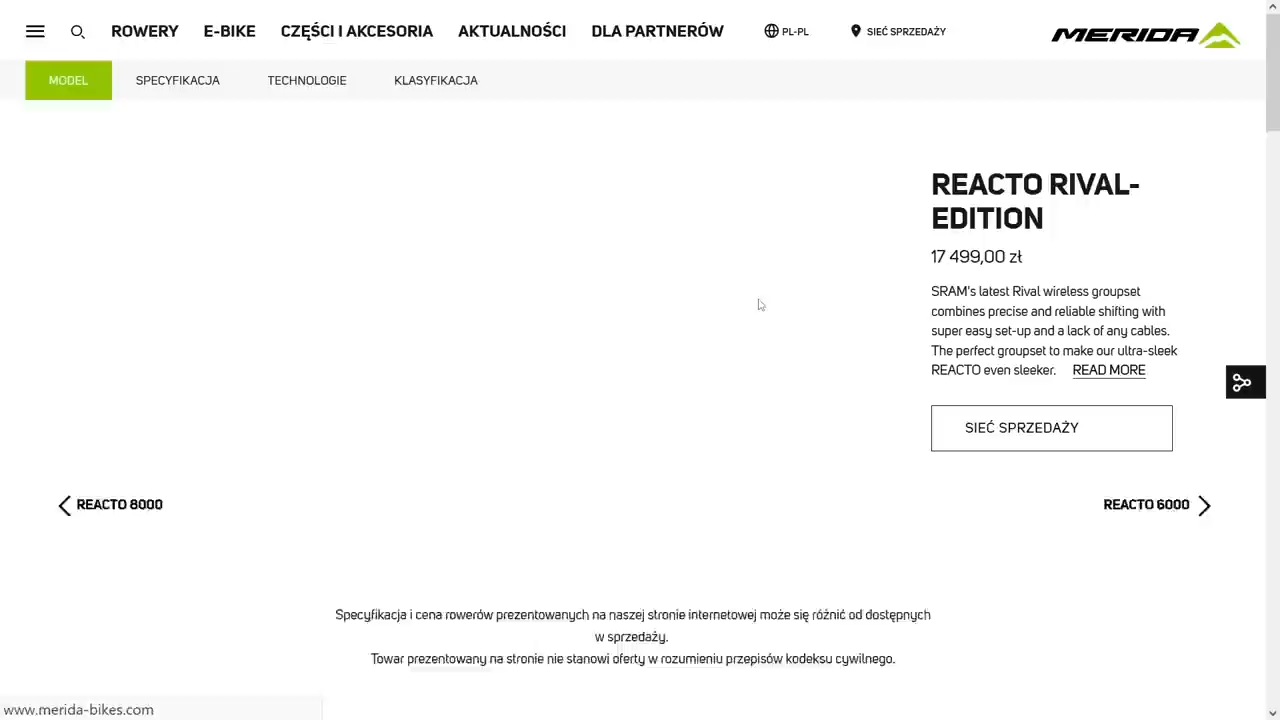 ROWERY E-BIKE CZĘŚCI I AKCESORIA AKTUALNOŚCI DLA PARTNERÓW PL-PL SIEĆ SPRZEDAŻY MERIDA
MODEL SPECYFIKACJA TECHNOLOGIE KLASYFIKACJA
REACTO RIVAL-
EDITION
17 499,00 zł
SRAM's latest Rival wireless groupset
combines precise and reliable shifting with
super easy set-up and a lack of any cables.
The perfect groupset to make our ultra-sleek
REACTO even sleeker. READ MORE
SIEĆ SPRZEDAŻY
REACTO 8000 REACTO 6000
Specyfikacja i cena rowerów prezentowanych na naszej stronie internetowej może się różnić od dostępnych
w sprzedaży.
Towar prezentowany na stronie nie stanowi oferty w rozumieniu przepisów kodeksu cywilnego.
www.merida-bikes.com